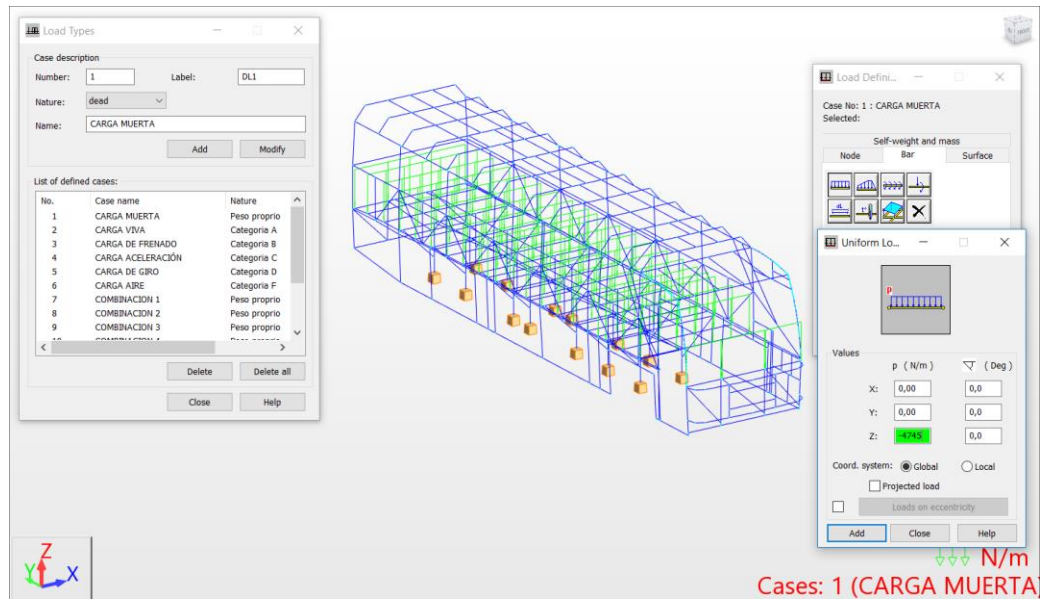 Load Types
Case description
Number: 1 Label: DL1
Nature: dead
Name: CARGA MUERTA
Add Modify
List of defined cases:
No. Case name Nature
1 CARGA MUERTA Peso proprio
2 CARGA VIVA Categoria A
3 CARGA DE FRENADO Categoria B
4 CARGA ACELERACIÓN Categoria C
5 CARGA DE GIRO Categoria D
6 CARGA AIRE Categoria F
7 COMBINACION 1 Peso proprio
8 COMBINACION 2 Peso proprio
9 COMBINACION 3 Peso proprio
Delete Delete all
Close Help
Load Defini...
Case No: 1 : CARGA MUERTA
Selected:
Self-weight and mass
Node Bar Surface
Uniform Lo...
p
Values
p ( N/m ) ( Deg )
X: 0,00 0,0
Y: 0,00 0,0
Z: -4745 0,0
Coord. system: Global Local
Projected load
Loads on eccentricity
Add Close Help
Z
Y X
N/m
Cases: 1 (CARGA MUERTA)